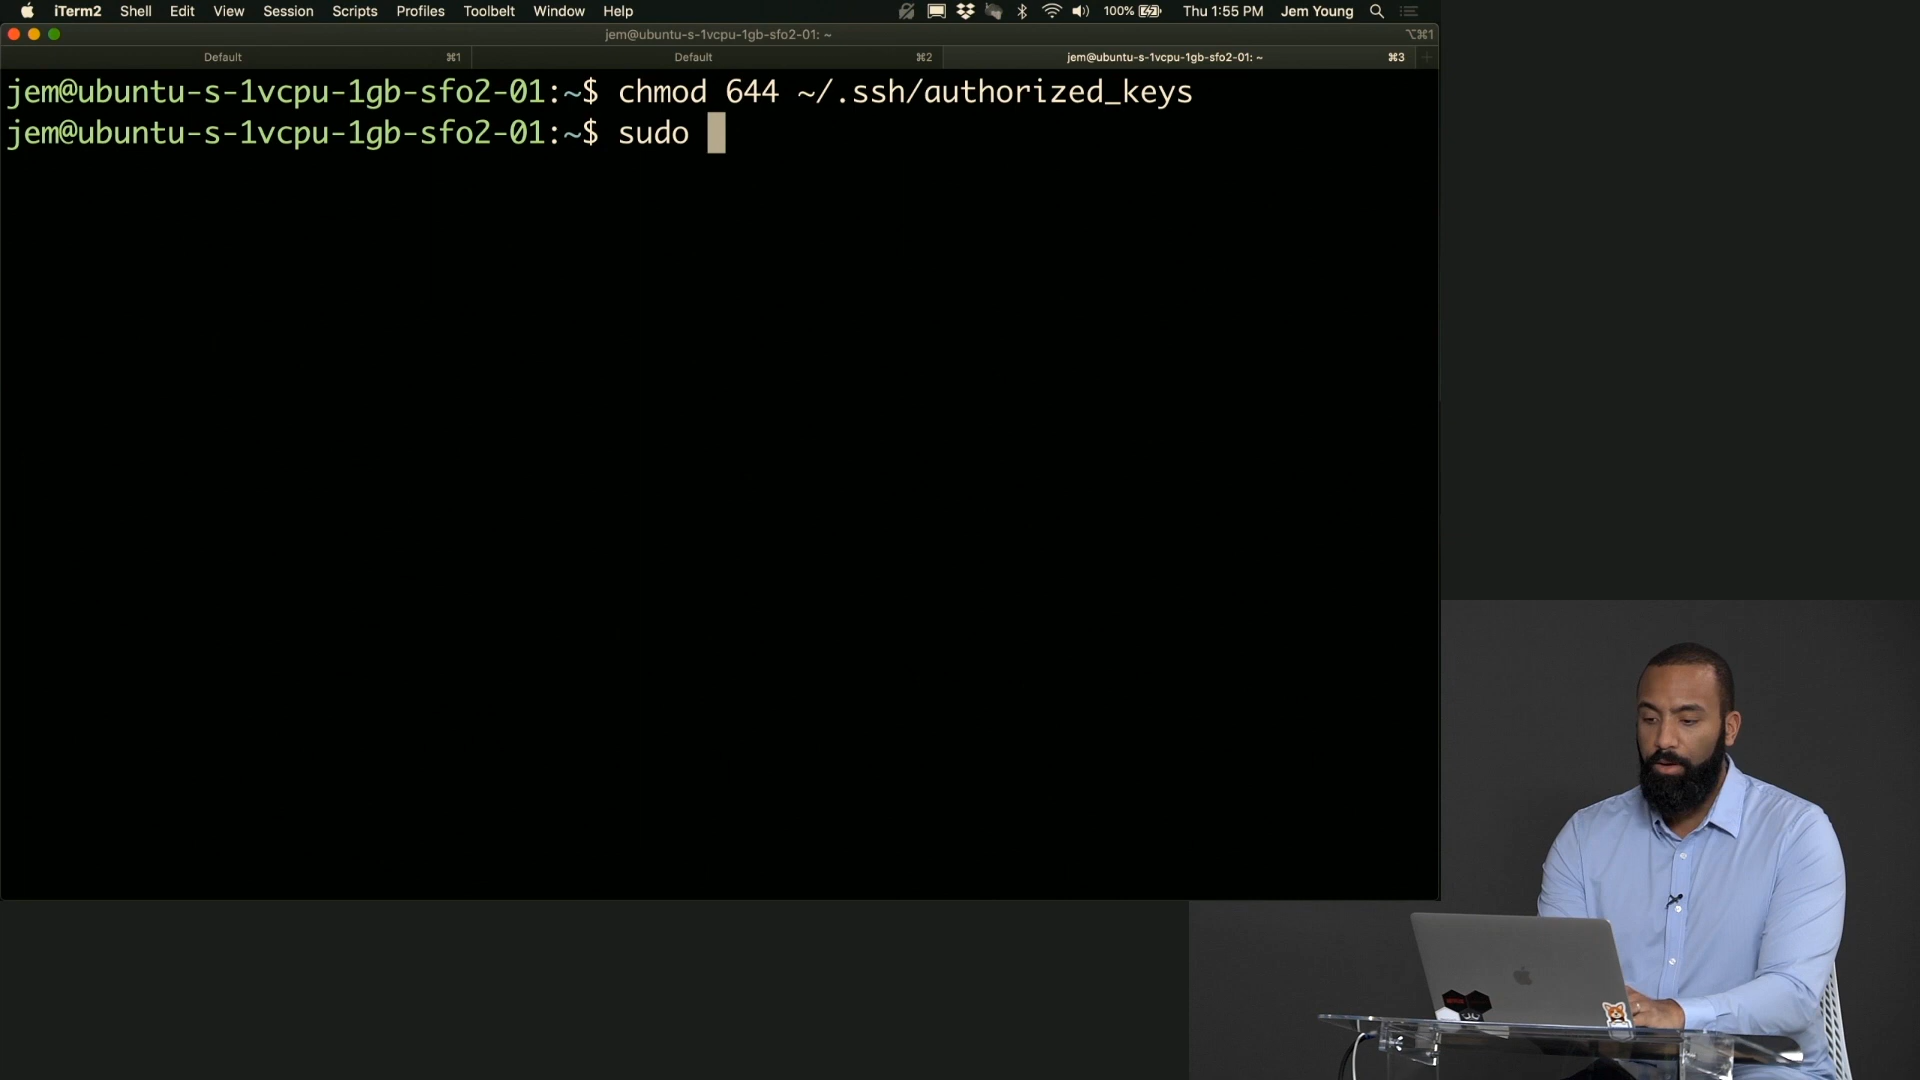 iTerm2 Shell Edit View Session Scripts Profiles Toolbelt Window Help 100% Thu 1:55 PM Jem Young
jem@ubuntu-s-1vcpu-1gb-sfo2-01: ~ ⌥⌘1
Default ⌘1 Default ⌘2 jem@ubuntu-s-1vcpu-1gb-sfo2-01: ~ ⌘3
jem@ubuntu-s-1vcpu-1gb-sfo2-01:~$ chmod 644 ~/.ssh/authorized_keys
jem@ubuntu-s-1vcpu-1gb-sfo2-01:~$ sudo